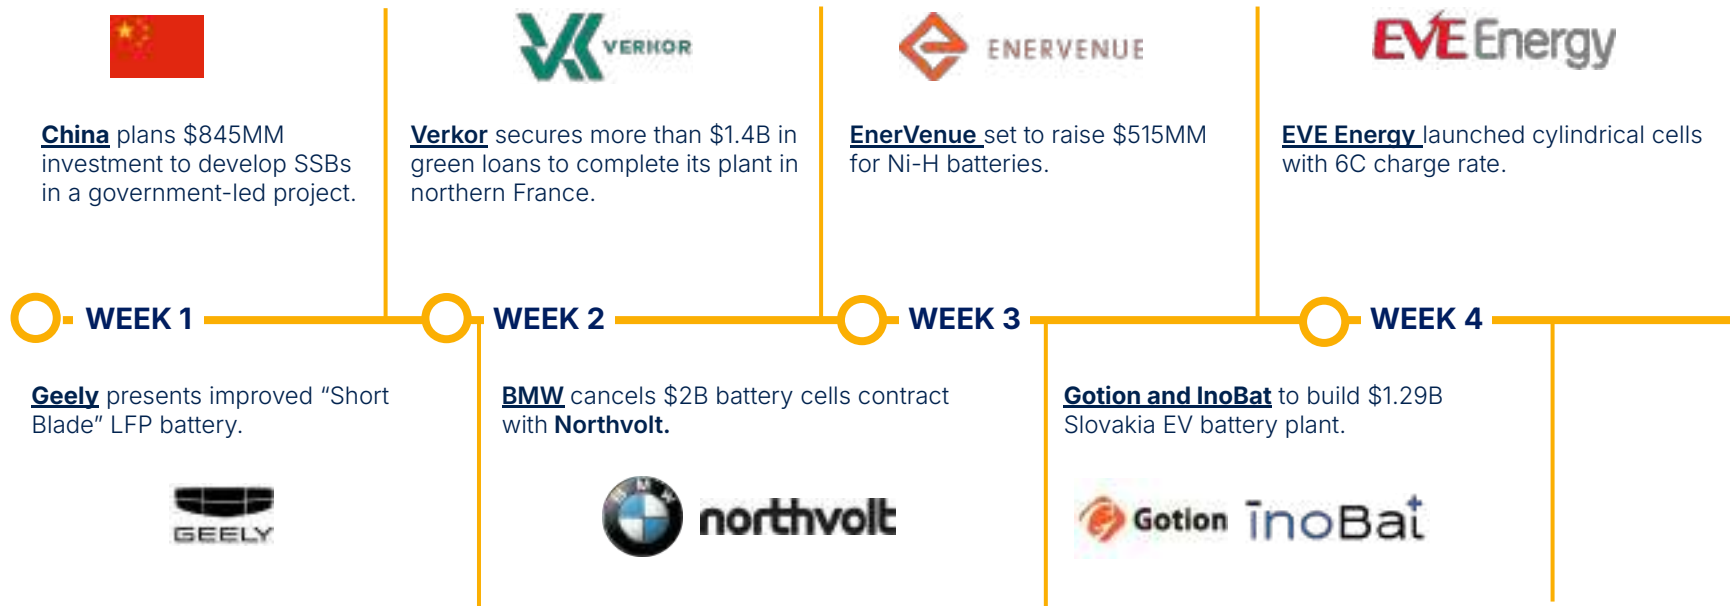 VERKOR
ENERVENUE
EVE Energy
China plans $845MM
investment to develop SSBs
in a government-led project.
Verkor secures more than $1.4B in
green loans to complete its plant in
northern France.
EnerVenue set to raise $515MM
for Ni-H batteries.
EVE Energy launched cylindrical cells
with 6C charge rate.
WEEK 1
WEEK 2
WEEK 3
WEEK 4
Geely presents improved “Short
Blade” LFP battery.
BMW cancels $2B battery cells contract
with Northvolt.
Gotion and InoBat to build $1.29B
Slovakia EV battery plant.
GEELY
BMW
northvolt
Gotion
inoBat